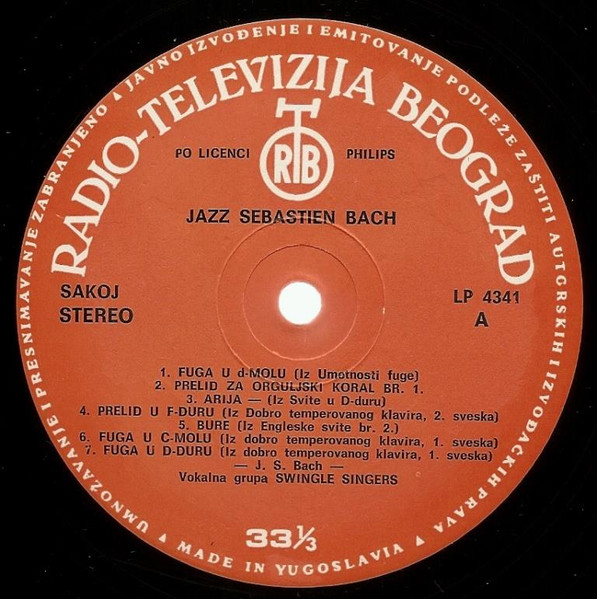 UMNOŽAVANJE I PRESNIMAVANJE ZABRANJENO ▲ JAVNO IZVOĐENJE I EMITOVANJE PODLEŽE ZAŠTITI AUTORSKIH I IZVOĐAČKIH PRAVA ▲
RADIO-TELEVIZIJA BEOGRAD
PO LICENCI RTB PHILIPS
JAZZ SEBASTIEN BACH
SAKOJ
STEREO
LP 4341
A
1. FUGA U d-MOLU (Iz Umotnosti fuge)
2. PRELID ZA ORGULJSKI KORAL BR. 1.
3. ARIJA — (Iz Svite u D-duru)
4. PRELID U F-DURU (Iz Dobro temperovanog klavira, 2. sveska)
5. BURE (Iz Engleske svite br. 2.)
6. FUGA U C-MOLU (Iz dobro temperovanog klavira, 1. sveska)
7. FUGA U D-DURU (Iz dobro temperovanog klavira, 1. sveska)
— J. S. Bach —
Vokalna grupa SWINGLE SINGERS
33⅓
MADE IN YUGOSLAVIA ▲